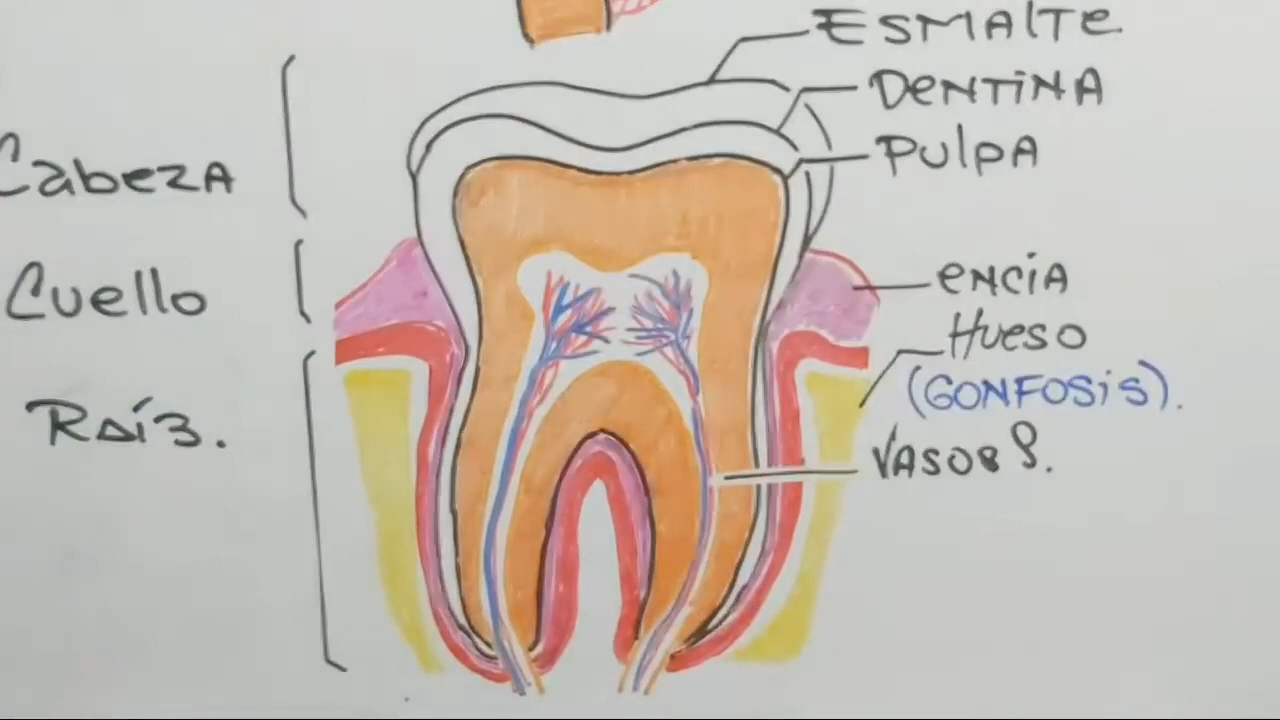 ESMAlTe
DeNTiNA
PulpA
CabezA
Cuello
RAíz.
eNCiA
Hueso
(GONFOSiS).
VASOS S.